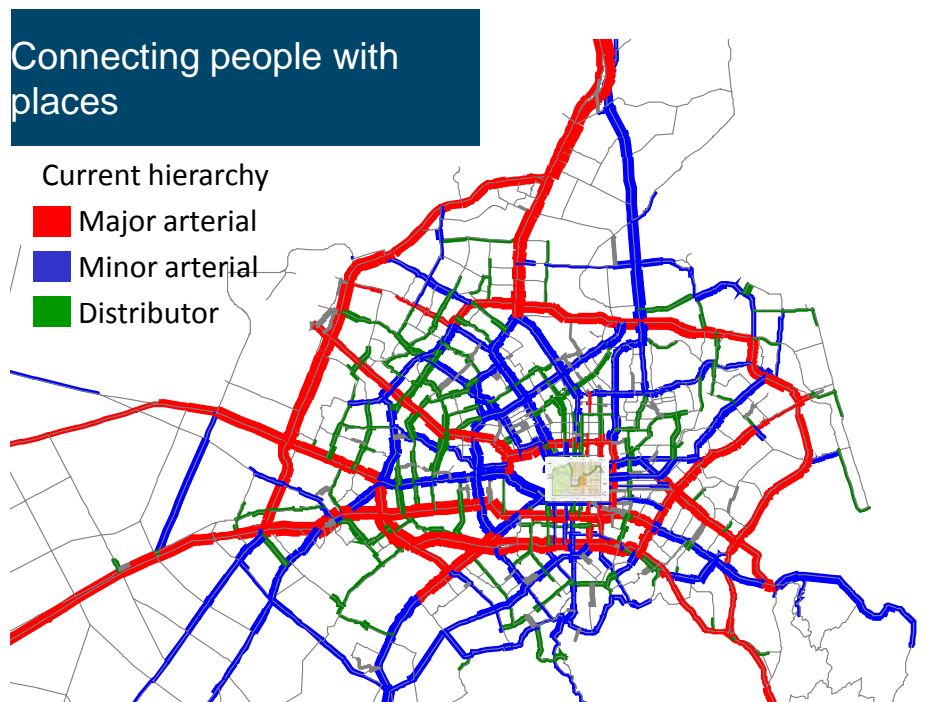 Connecting people with
places
Current hierarchy
Major arterial
Minor arterial
Distributor